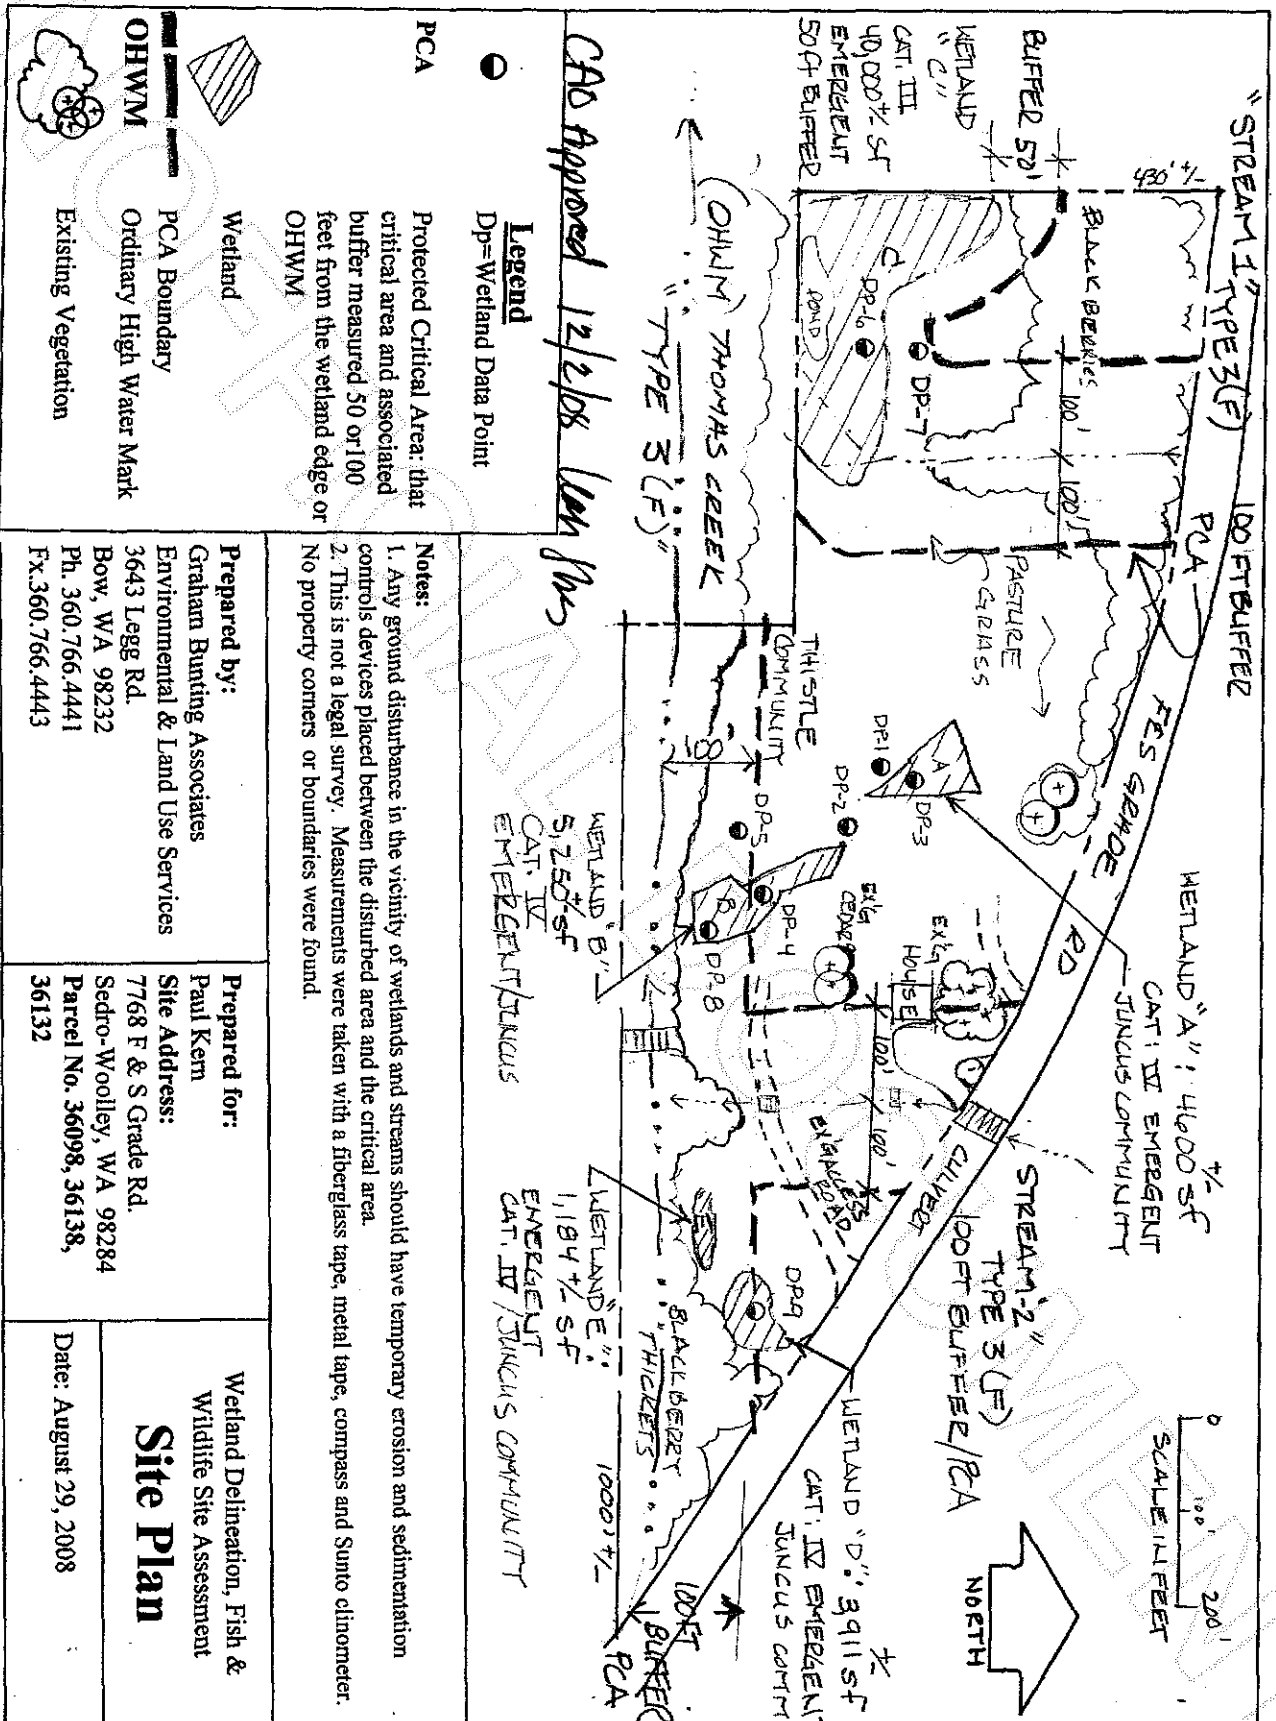 "STREAM 1" TYPE 3(F) 100 FT BUFFER
PCA
430' +/-
BUFFER 50'
WETLAND
"C"
CAT. III
40,000 +/- SF
EMERGENT
50 FT BUFFER
BLACKBERRIES
100'
100'
PASTURE
GRASS
C
DP-6
POND
DP-7
FES GRADE RD
WETLAND "A": 4600 +/- SF
CAT: IV EMERGENT
JUNCUS COMMUNITY
0 100' 200'
SCALE IN FEET
NORTH
STREAM "2"
TYPE 3 (F)
100 FT BUFFER/PCA
CULVERT
WETLAND "D": 3,911 SF +/-
CAT: IV EMERGENT
JUNCUS COMM
A
DP-1
DP-3
DP-2
THISTLE
COMMUNITY
DP-5
B
DP-4
DP-8
EX'G
CEDARS
EX'G
HOUSE
100'
100'
EX'G ACCESS
ROAD
DP-9
E
BLACKBERRY
"THICKETS"
100 FT
BUFFER
PCA
1000' +/-
(OHWM) THOMAS CREEK
"TYPE 3 (F)"
WETLAND "B"
5,250 +/- SF
CAT. IV
EMERGENT/JUNCUS
WETLAND "E":
1,184 +/- SF
EMERGENT
CAT. IV / JUNCUS COMMUNITY
CAO Approved 12/2/08
Legend
Dp=Wetland Data Point
PCA Protected Critical Area: that
critical area and associated
buffer measured 50 or100
feet from the wetland edge or
OHWM
Wetland
PCA Boundary
OHWM Ordinary High Water Mark
Existing Vegetation
Notes:
1. Any ground disturbance in the vicinity of wetlands and streams should have temporary erosion and sedimentation
controls devices placed between the disturbed area and the critical area.
2. This is not a legal survey. Measurements were taken with a fiberglass tape, metal tape, compass and Sunto clinometer.
No property corners or boundaries were found.
Prepared by:
Graham Bunting Associates
Environmental & Land Use Services
3643 Legg Rd.
Bow, WA 98232
Ph. 360.766.4441
Fx.360.766.4443
Prepared for:
Paul Kern
Site Address:
7768 F & S Grade Rd.
Sedro-Woolley, WA 98284
Parcel No. 36098, 36138,
36132
Wetland Delineation, Fish &
Wildlife Site Assessment
Site Plan
Date: August 29, 2008